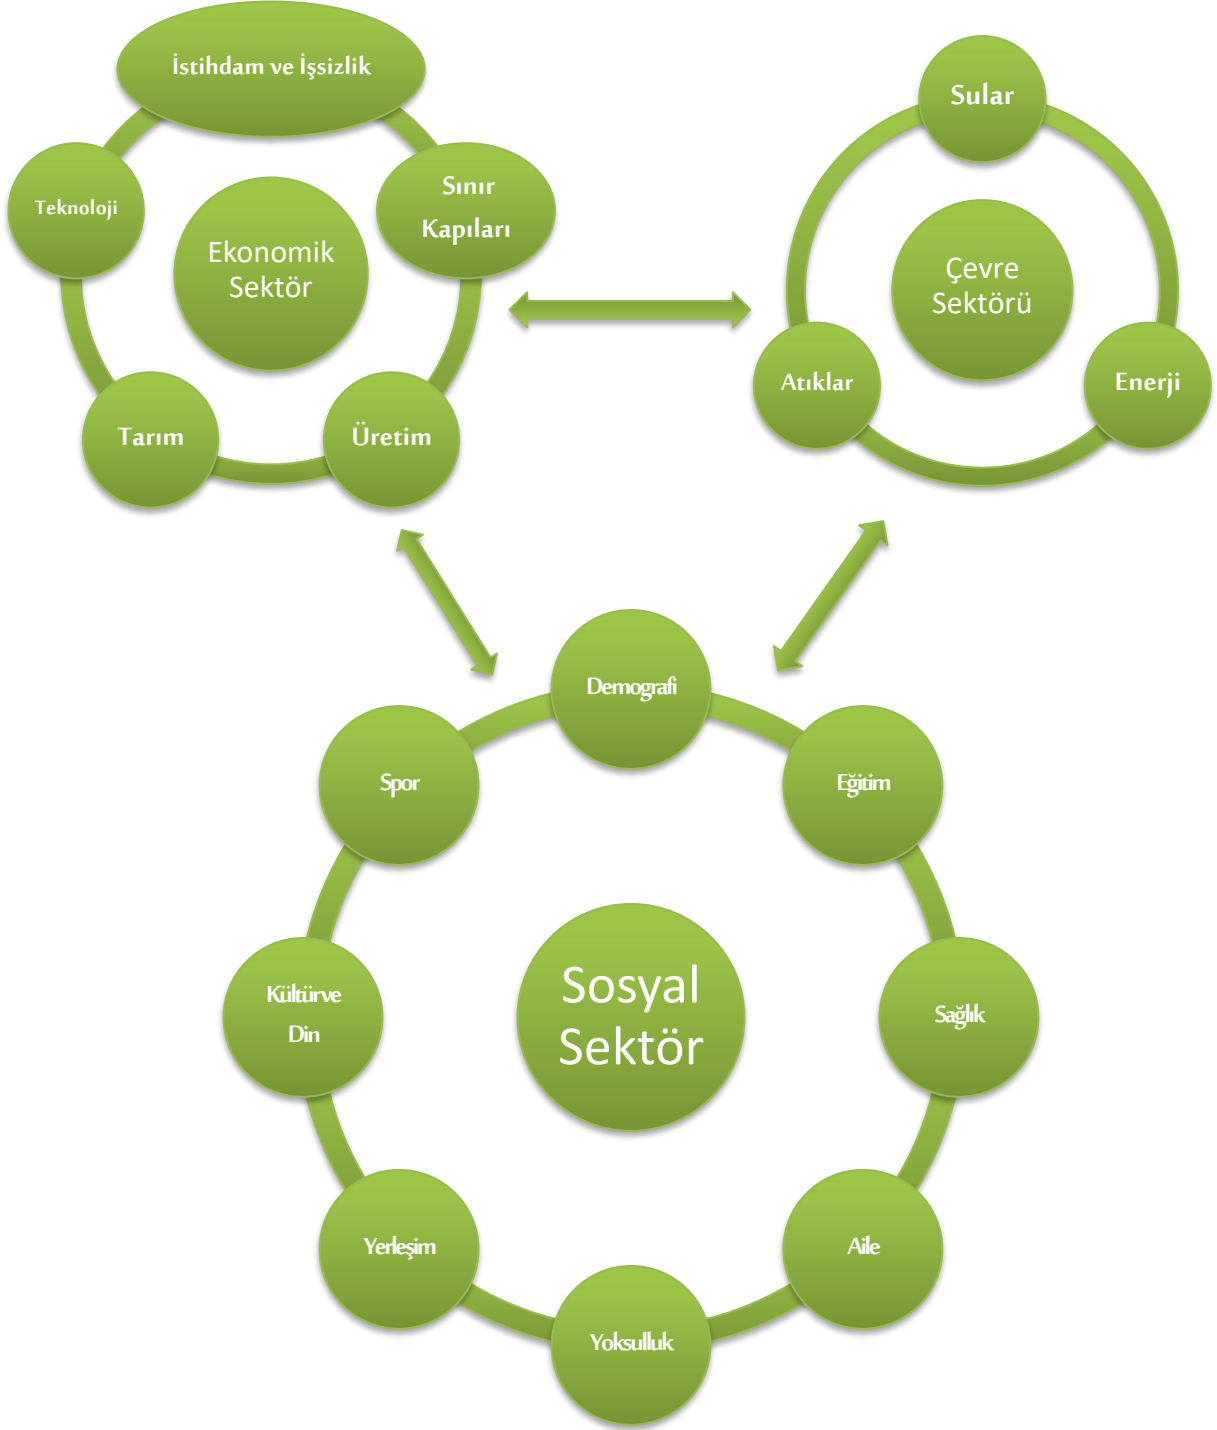 İstihdam ve İşsizlik
Teknoloji
Sınır
Kapıları
Ekonomik
Sektör
Tarım
Üretim
Sular
Çevre
Sektörü
Atıklar
Enerji
Demografi
Spor
Eğitim
Kültürve
Din
Sosyal
Sektör
Sağlık
Yerleşim
Aile
Yoksulluk